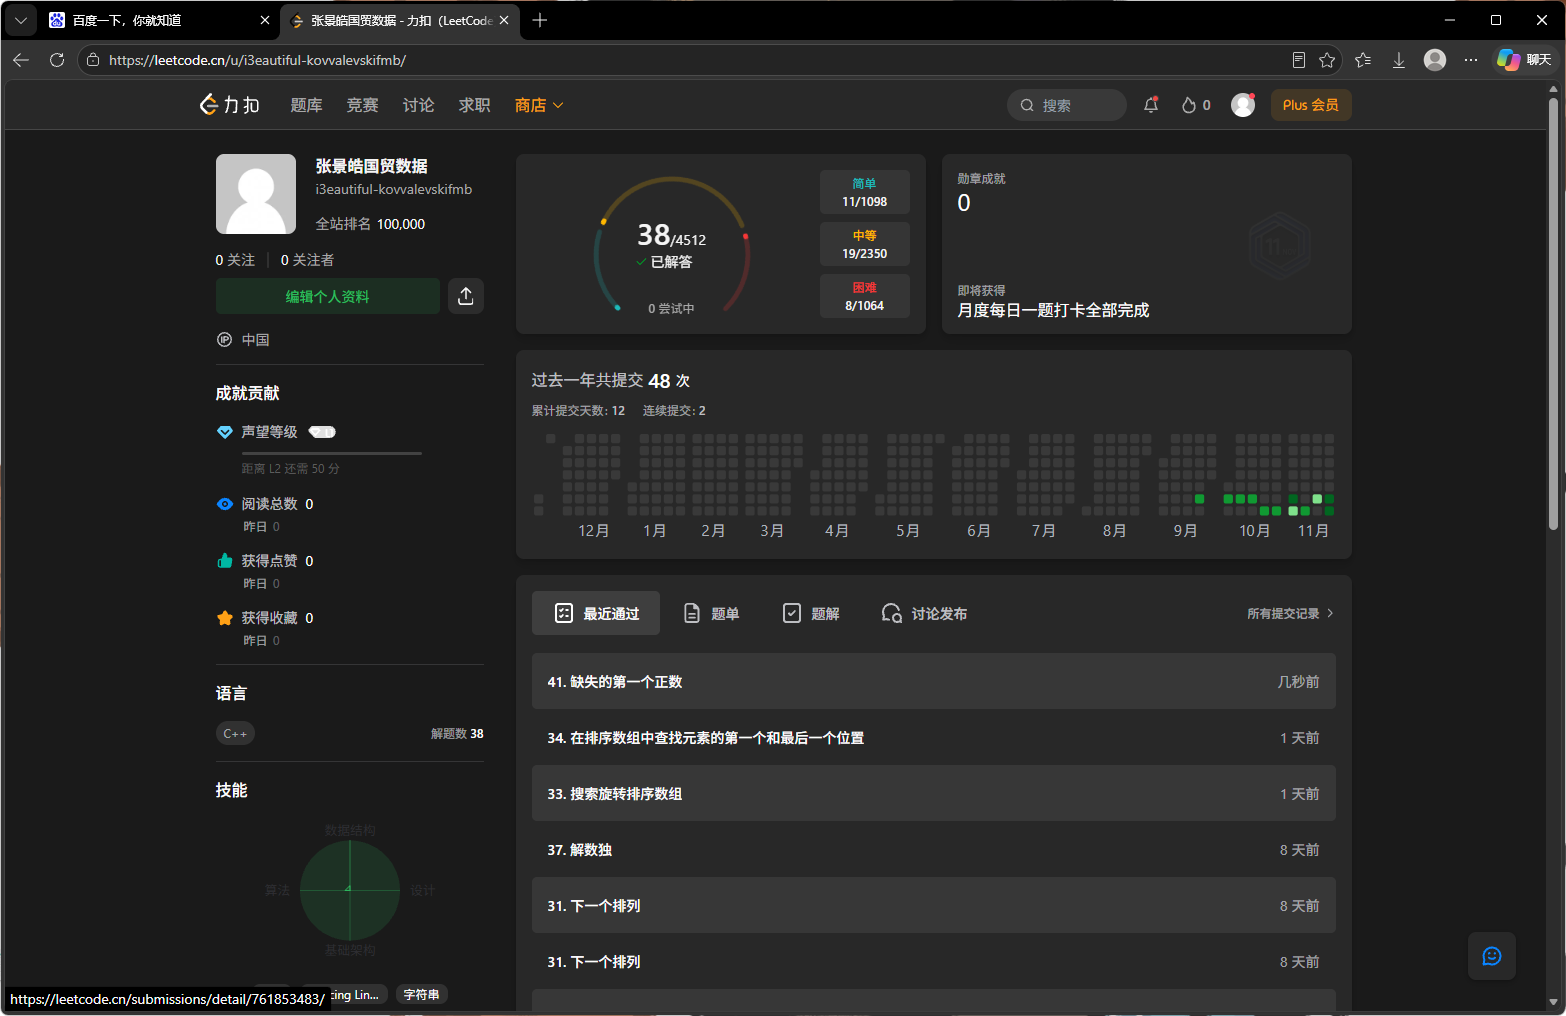 百度一下，你就知道
张景皓国贸数据 - 力扣（LeetCode
https://leetcode.cn/u/i3eautiful-kovvalevskifmb/
聊天
力扣
题库
竞赛
讨论
求职
商店
搜索
0
Plus 会员
张景皓国贸数据
i3eautiful-kovvalevskifmb
全站排名 100,000
0 关注
0 关注者
编辑个人资料
IP 中国
成就贡献
声望等级
距离 L2 还需 50 分
阅读总数 0
昨日 0
获得点赞 0
昨日 0
获得收藏 0
昨日 0
语言
C++
解题数 38
技能
数据结构
算法
设计
基础架构
cing Lin...
字符串
https://leetcode.cn/submissions/detail/761853483/
38/4512
已解答
0 尝试中
简单
11/1098
中等
19/2350
困难
8/1064
勋章成就
0
11
即将获得
月度每日一题打卡全部完成
过去一年共提交 48 次
累计提交天数: 12 连续提交: 2
12月
1月
2月
3月
4月
5月
6月
7月
8月
9月
10月
11月
最近通过
题单
题解
讨论发布
所有提交记录
41. 缺失的第一个正数
几秒前
34. 在排序数组中查找元素的第一个和最后一个位置
1 天前
33. 搜索旋转排序数组
1 天前
37. 解数独
8 天前
31. 下一个排列
8 天前
31. 下一个排列
8 天前